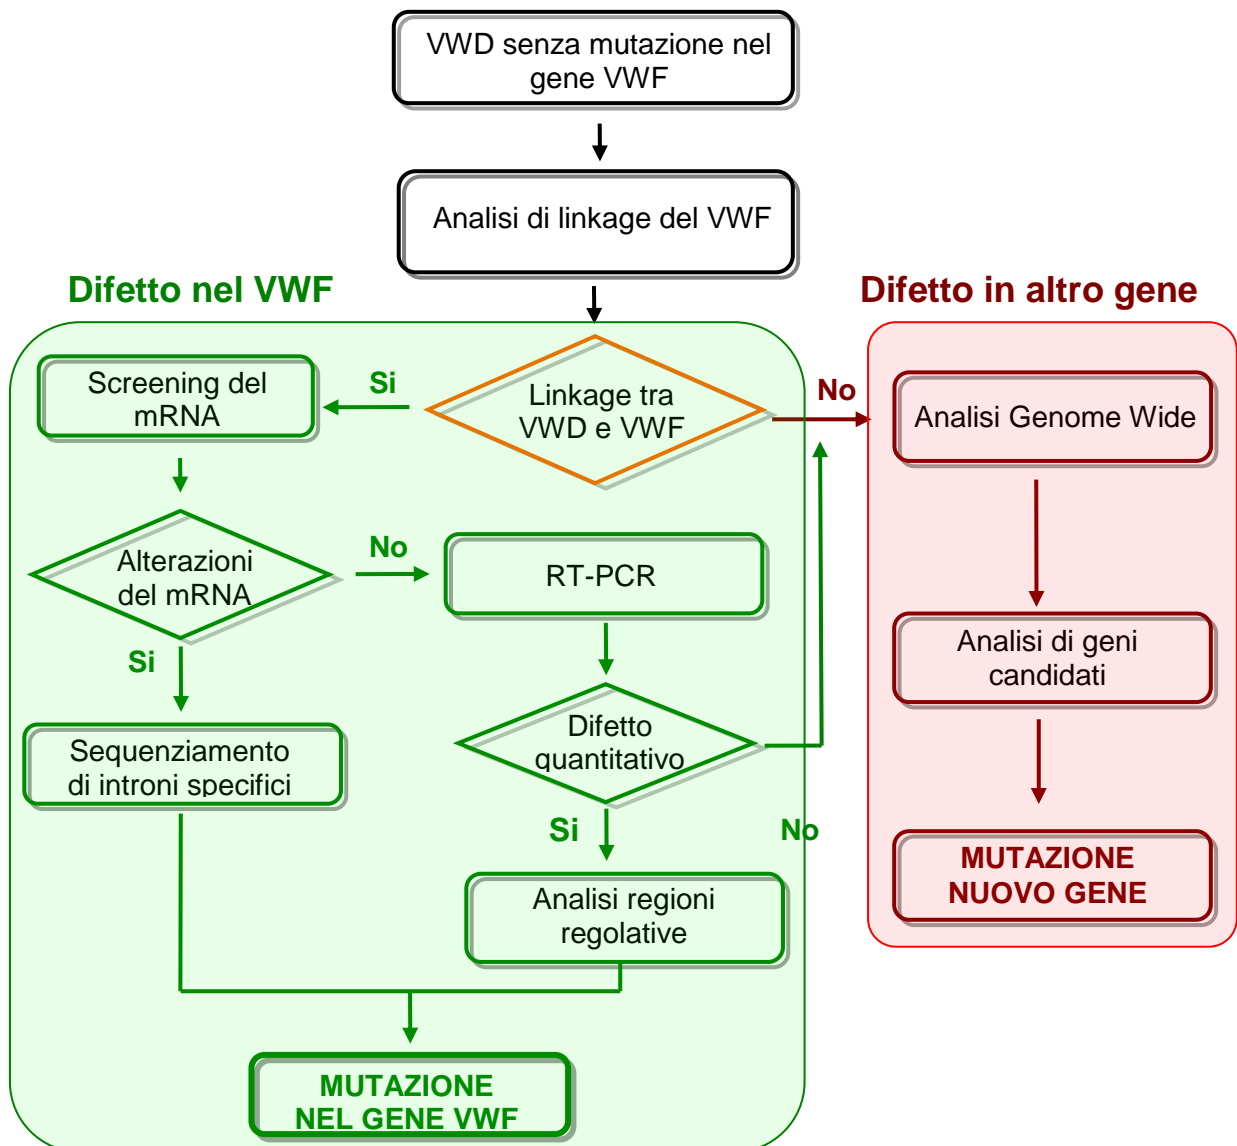 VWD senza mutazione nel
gene VWF
Analisi di linkage del VWF
Difetto nel VWF
Difetto in altro gene
Screening del
mRNA
Si
Linkage tra
VWD e VWF
No
Analisi Genome Wide
Alterazioni
del mRNA
No
RT-PCR
Si
Analisi di geni
candidati
Sequenziamento
di introni specifici
Difetto
quantitativo
Si
No
Analisi regioni
regolative
MUTAZIONE
NUOVO GENE
MUTAZIONE
NEL GENE VWF